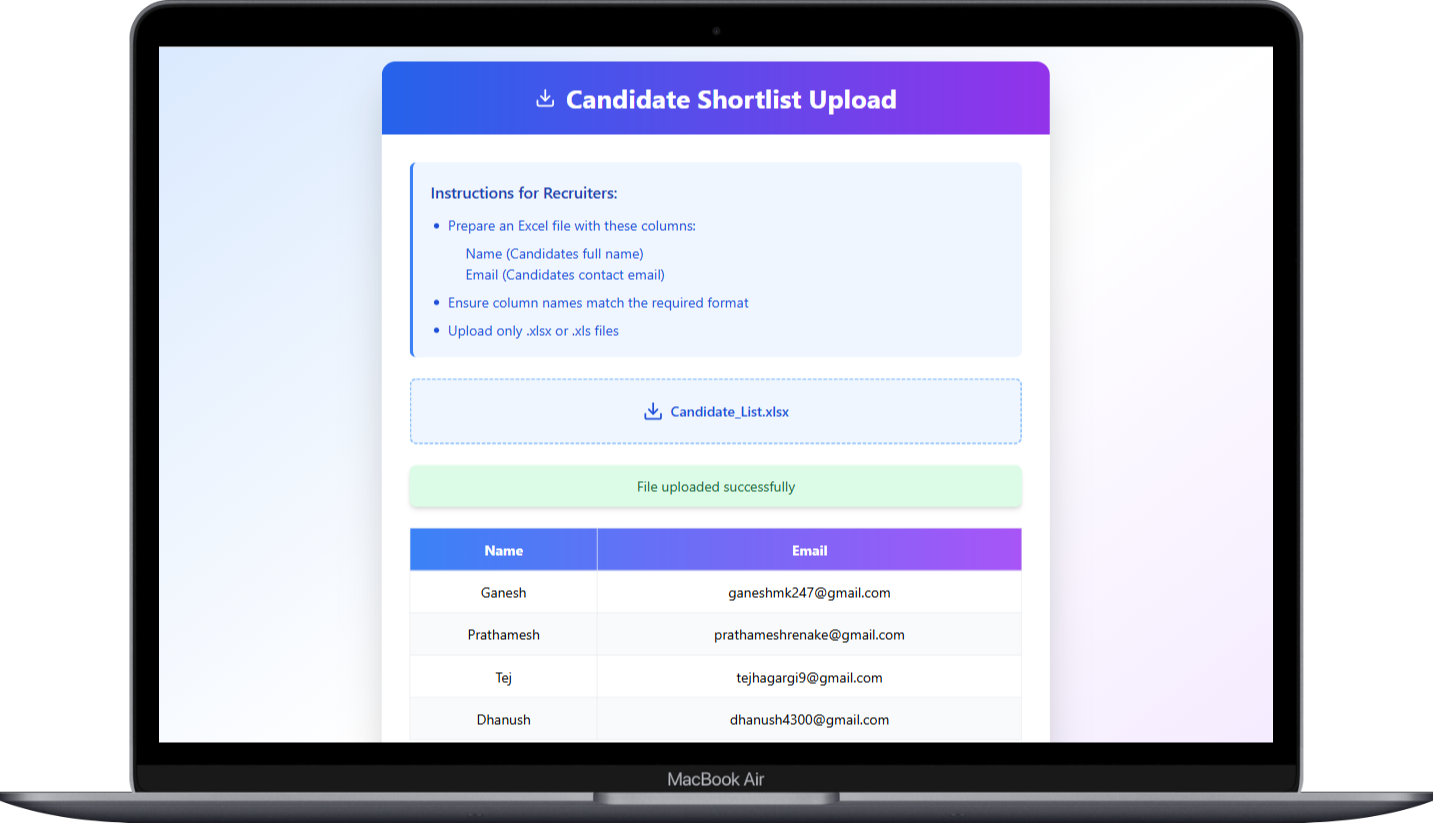 Candidate Shortlist Upload
Instructions for Recruiters:
Prepare an Excel file with these columns:
Name (Candidates full name)
Email (Candidates contact email)
Ensure column names match the required format
Upload only .xlsx or .xls files
Candidate_List.xlsx
File uploaded successfully
Name Email
Ganesh ganeshmk247@gmail.com
Prathamesh prathameshrenake@gmail.com
Tej tejhagargi9@gmail.com
Dhanush dhanush4300@gmail.com
MacBook Air